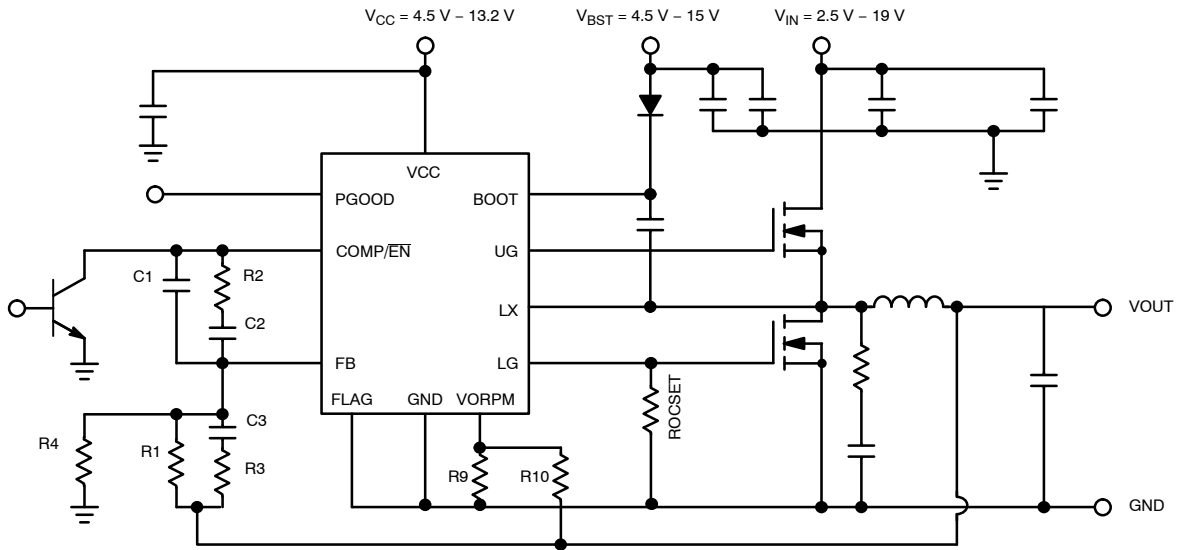 VCC = 4.5 V – 13.2 V
VBST = 4.5 V – 15 V
VIN = 2.5 V – 19 V
VCC
PGOOD
BOOT
COMP/EN
UG
C1
R2
C2
LX
VOUT
FB
LG
FLAG
GND
VORPM
ROCSET
C3
R4
R1
R3
R9
R10
GND